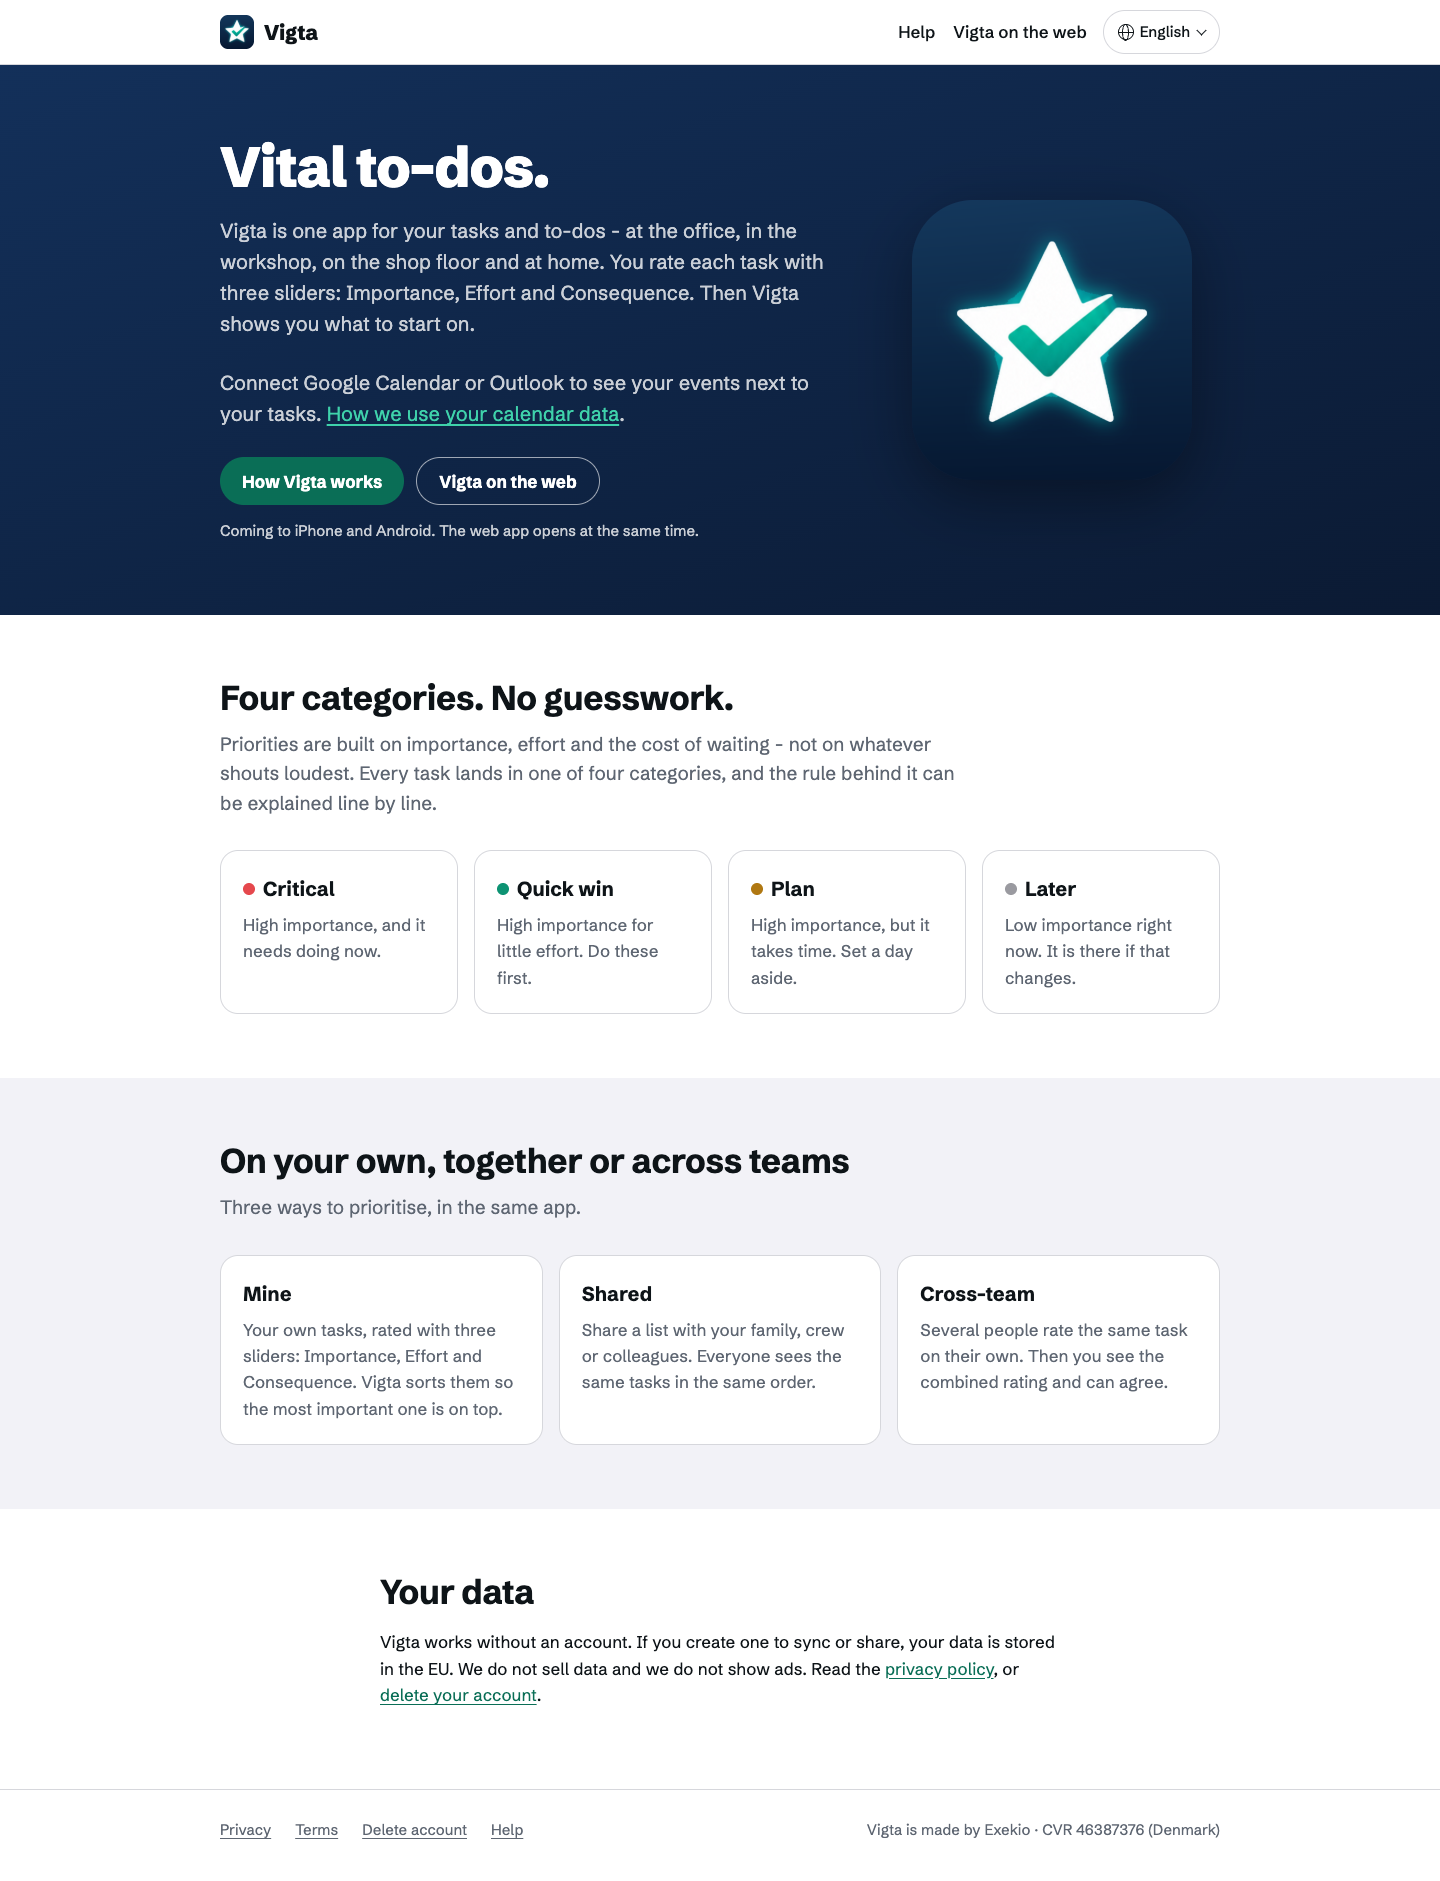 Vigta
Help
Vigta on the web
English
Vital to-dos.
Vigta is one app for your tasks and to-dos - at the office, in the
workshop, on the shop floor and at home. You rate each task with
three sliders: Importance, Effort and Consequence. Then Vigta
shows you what to start on.
Connect Google Calendar or Outlook to see your events next to
your tasks. How we use your calendar data.
How Vigta works
Vigta on the web
Coming to iPhone and Android. The web app opens at the same time.
Four categories. No guesswork.
Priorities are built on importance, effort and the cost of waiting - not on whatever
shouts loudest. Every task lands in one of four categories, and the rule behind it can
be explained line by line.
Critical
High importance, and it
needs doing now.
Quick win
High importance for
little effort. Do these
first.
Plan
High importance, but it
takes time. Set a day
aside.
Later
Low importance right
now. It is there if that
changes.
On your own, together or across teams
Three ways to prioritise, in the same app.
Mine
Your own tasks, rated with three
sliders: Importance, Effort and
Consequence. Vigta sorts them so
the most important one is on top.
Shared
Share a list with your family, crew
or colleagues. Everyone sees the
same tasks in the same order.
Cross-team
Several people rate the same task
on their own. Then you see the
combined rating and can agree.
Your data
Vigta works without an account. If you create one to sync or share, your data is stored
in the EU. We do not sell data and we do not show ads. Read the privacy policy, or
delete your account.
Privacy
Terms
Delete account
Help
Vigta is made by Exekio · CVR 46387376 (Denmark)